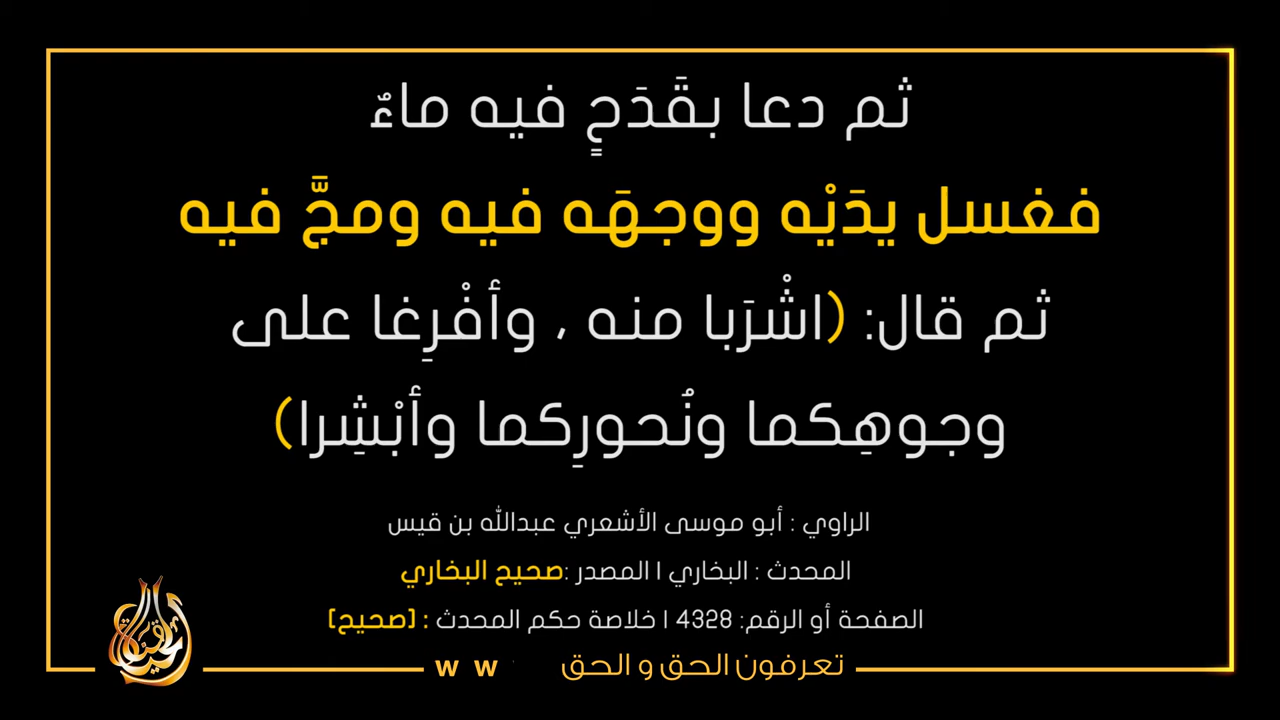 ثم دعا بقَدَحٍ فيه ماءٌ
فغسل يدَيْه ووجهَه فيه ومجَّ فيه
ثم قال: (اشْرَبا منه ، وأفْرِغا على
وجوهِكما ونُحورِكما وأبْشِرا)
الراوي : أبو موسى الأشعري عبدالله بن قيس
المحدث : البخاري | المصدر :صحيح البخاري
الصفحة أو الرقم: 4328 | خلاصة حكم المحدث : [صحيح]
تعرفون الحق و الحق
w w